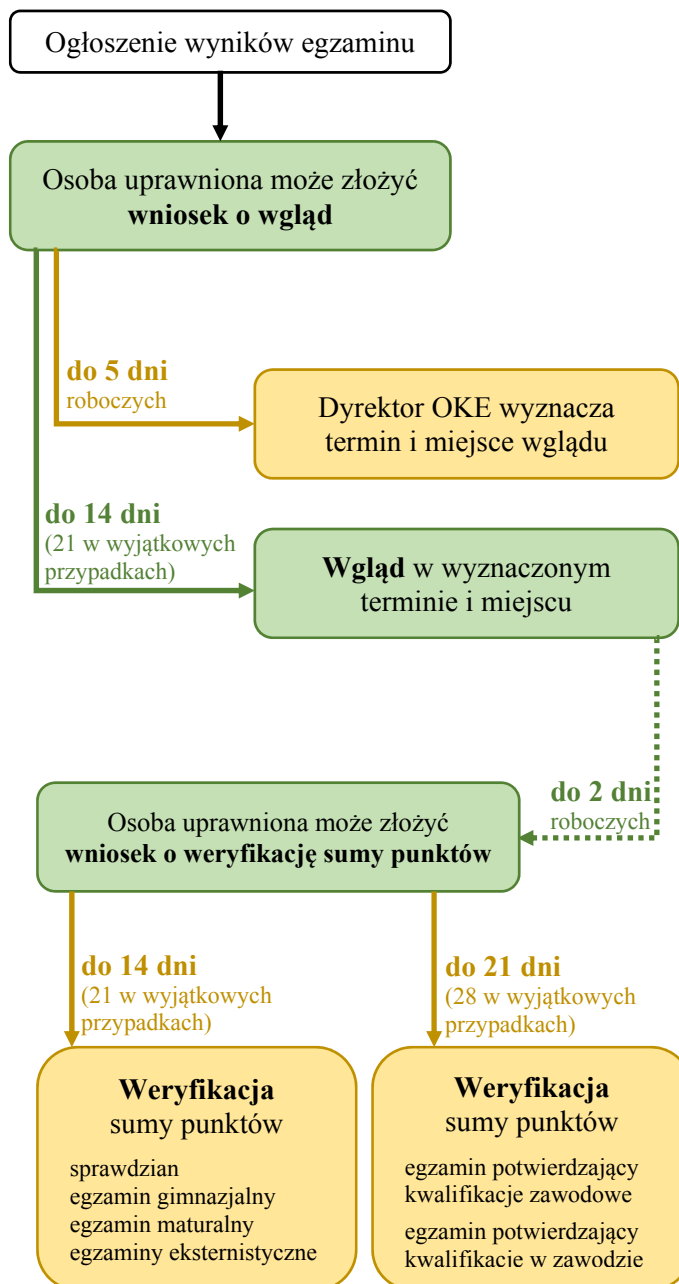 Ogłoszenie wyników egzaminu
Osoba uprawniona może złożyć
wniosek o wgląd
do 5 dni
roboczych
Dyrektor OKE wyznacza
termin i miejsce wglądu
do 14 dni
(21 w wyjątkowych
przypadkach)
Wgląd w wyznaczonym
terminie i miejscu
do 2 dni
roboczych
Osoba uprawniona może złożyć
wniosek o weryfikację sumy punktów
do 14 dni
(21 w wyjątkowych
przypadkach)
do 21 dni
(28 w wyjątkowych
przypadkach)
Weryfikacja
sumy punktów
sprawdzian
egzamin gimnazjalny
egzamin maturalny
egzaminy eksternistyczne
Weryfikacja
sumy punktów
egzamin potwierdzający
kwalifikacje zawodowe
egzamin potwierdzający
kwalifikacie w zawodzie